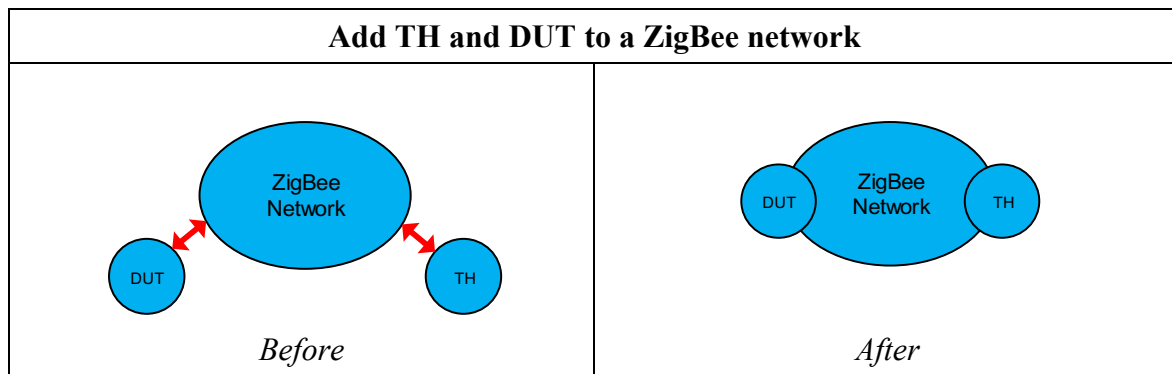 Add TH and DUT to a ZigBee network
ZigBee
Network
DUT
TH
Before
ZigBee
Network
DUT
TH
After